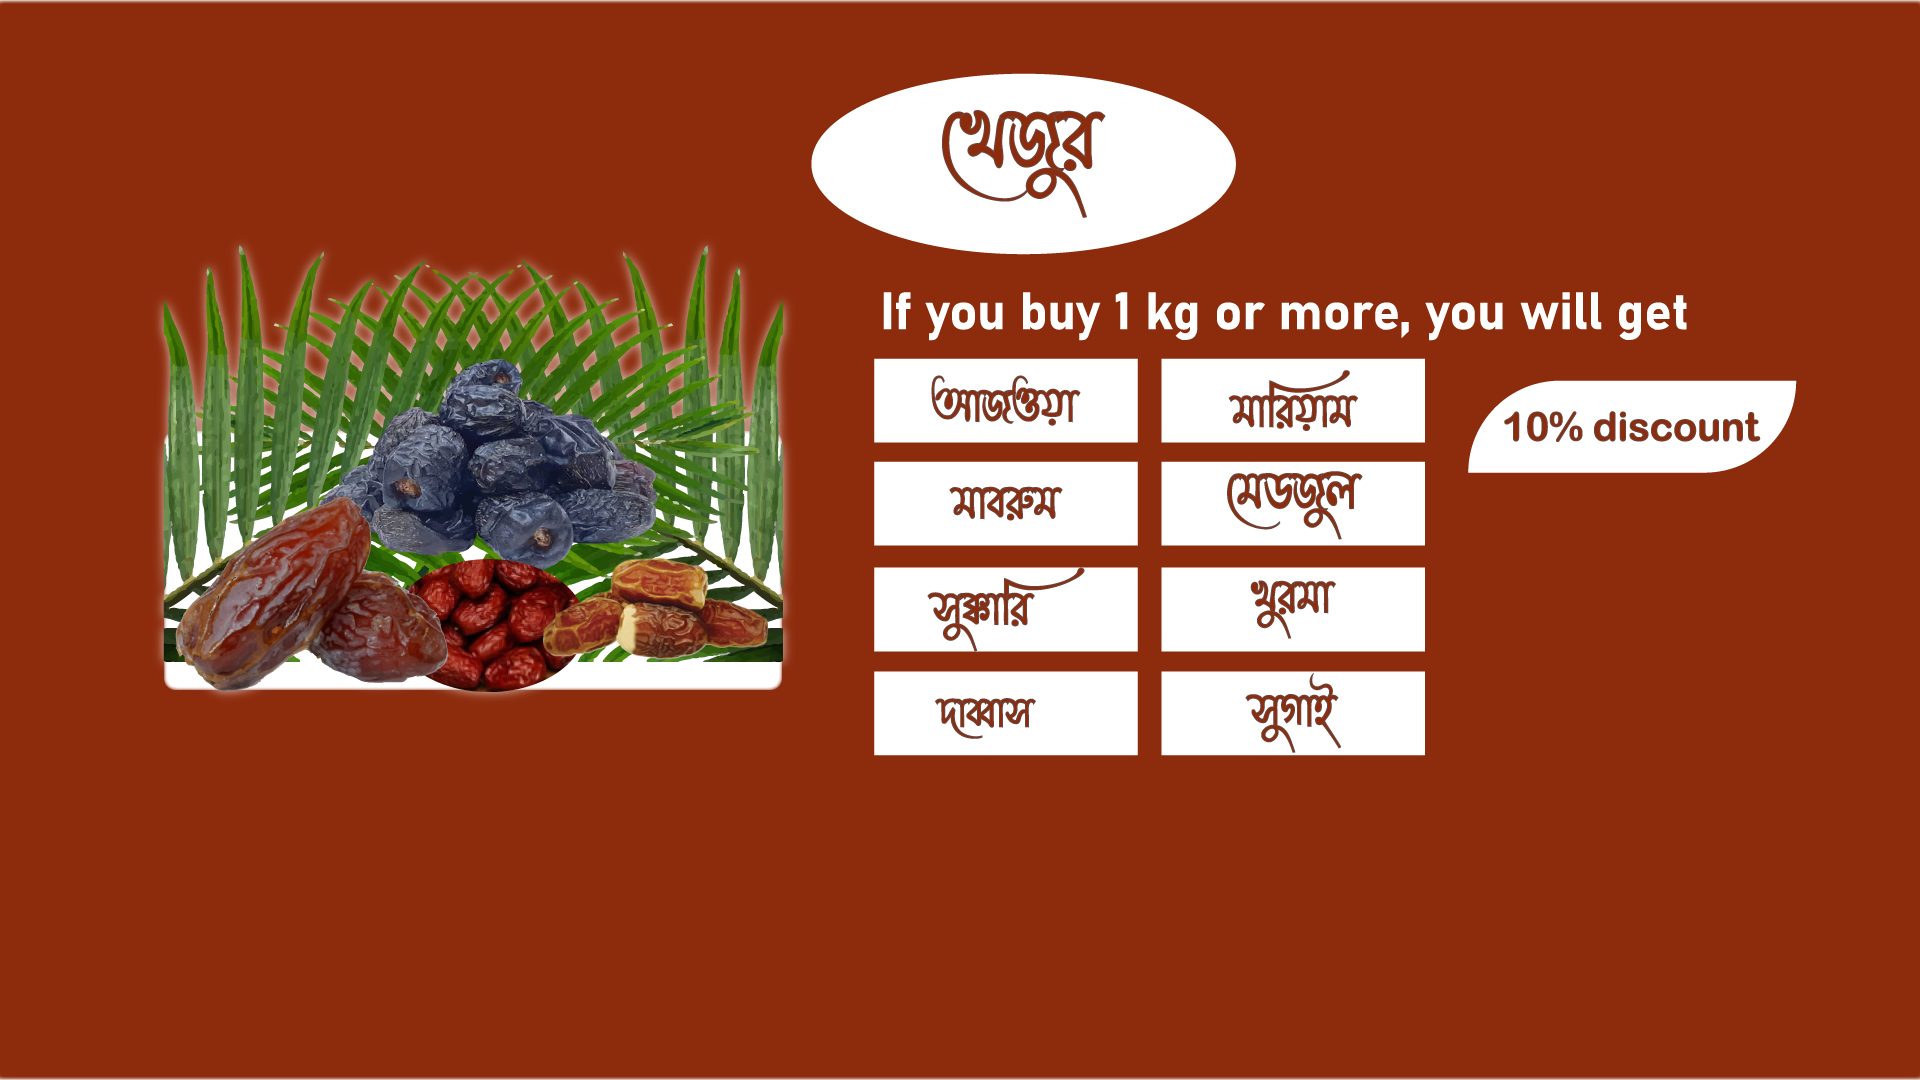 খেজুর
If you buy 1 kg or more, you will get
আজওয়া
মারিয়াম
10% discount
মাবরুম
মেডজুল
সুক্কারি
খুরমা
দাব্বাস
সুগাই